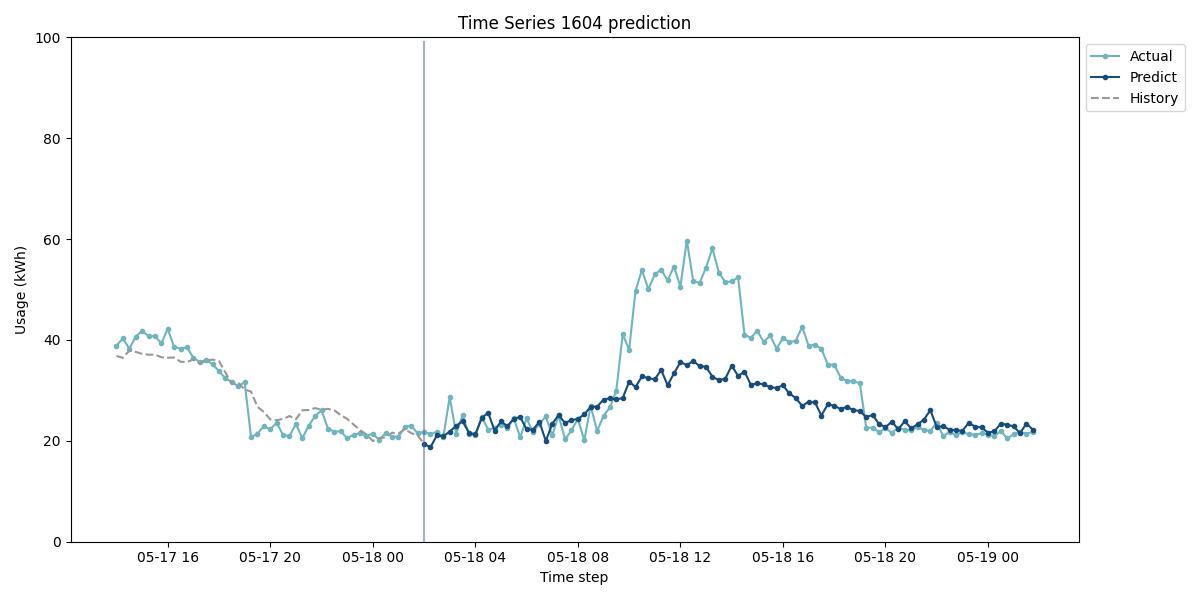 Time Series 1604 prediction
100
80
60
40
20
0
Usage (kWh)
05-17 16
05-17 20
05-18 00
05-18 04
05-18 08
05-18 12
05-18 16
05-18 20
05-19 00
Time step
Actual
Predict
History